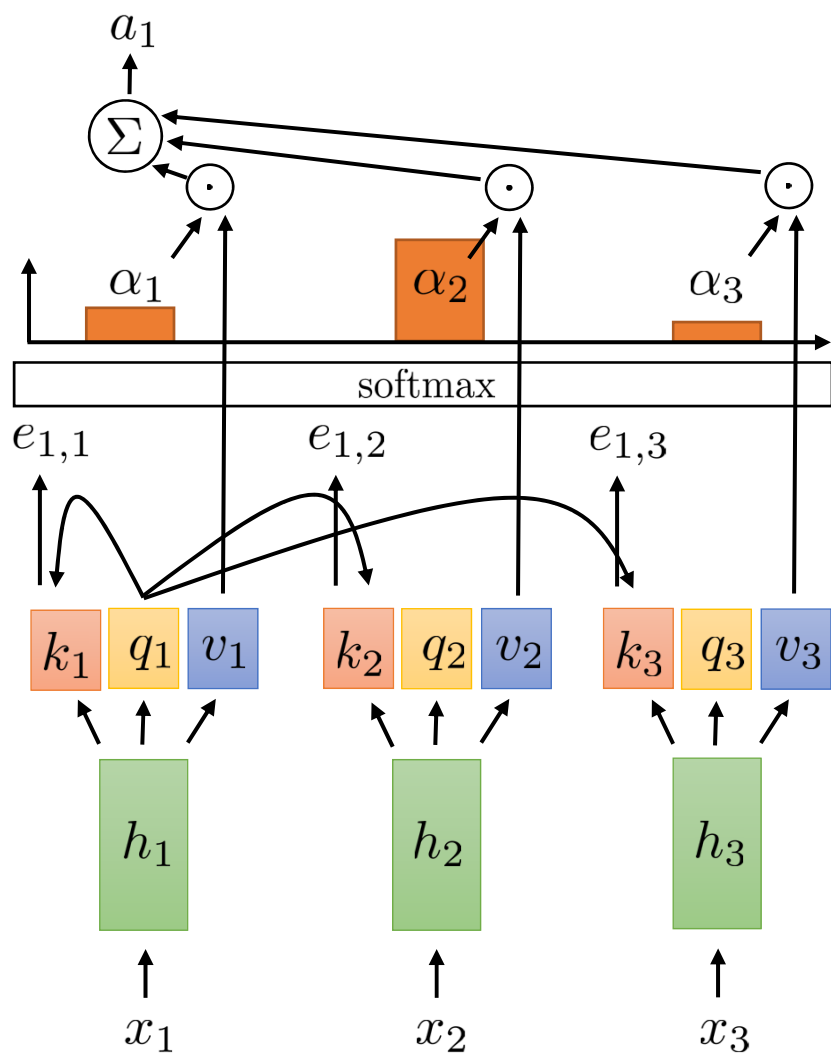 a₁
Σ
α₁ α₂ α₃
softmax
e₁,₁ e₁,₂ e₁,₃
k₁ q₁ v₁ k₂ q₂ v₂ k₃ q₃ v₃
h₁ h₂ h₃
x₁ x₂ x₃